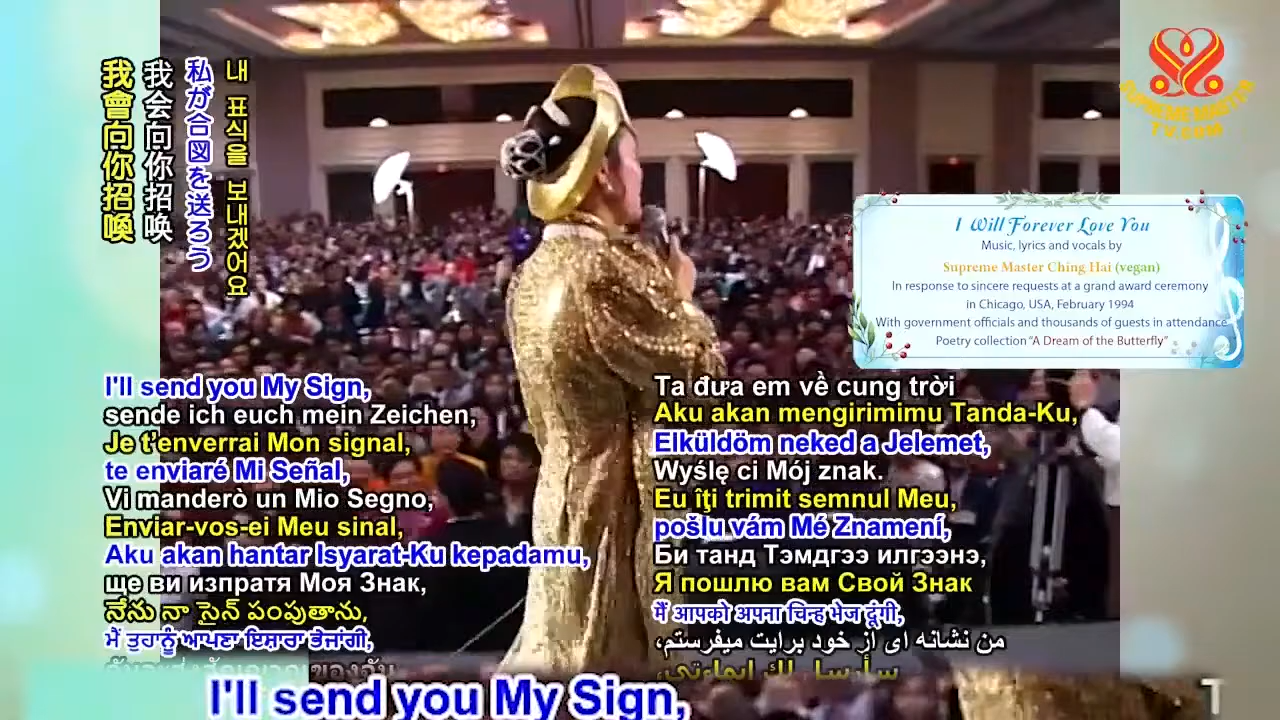 我會向你招喚
我会向你招唤
私が合図を送ろう
내 표식을 보내겠어요
SUPREMEMASTER
TV.COM
I Will Forever Love You
Music, lyrics and vocals by
Supreme Master Ching Hai (vegan)
In response to sincere requests at a grand award ceremony
in Chicago, USA, February 1994
With government officials and thousands of guests in attendance
Poetry collection "A Dream of the Butterfly"
I'll send you My Sign,
sende ich euch mein Zeichen,
Je t'enverrai Mon signal,
te enviaré Mi Señal,
Vi manderò un Mio Segno,
Enviar-vos-ei Meu sinal,
Aku akan hantar Isyarat-Ku kepadamu,
ще ви изпратя Моя Знак,
నేను నా సైన్ పంపుతాను,
ਮੈਂ ਤੁਹਾਨੂੰ ਆਪਣਾ ਇਸ਼ਾਰਾ ਭੇਜਾਂਗੀ,
Ta đưa em về cung trời
Aku akan mengirimimu Tanda-Ku,
Elküldöm neked a Jelemet,
Wyślę ci Mój znak.
Eu îţi trimit semnul Meu,
pošlu vám Mé Znamení,
Би танд Тэмдгээ илгээнэ,
Я пошлю вам Свой Знак
मैं आपको अपना चिन्ह भेज दूंगी,
من نشانه ای از خود برایت میفرستم،
سأرسل لك إيماءتي،
I'll send you My Sign,
T